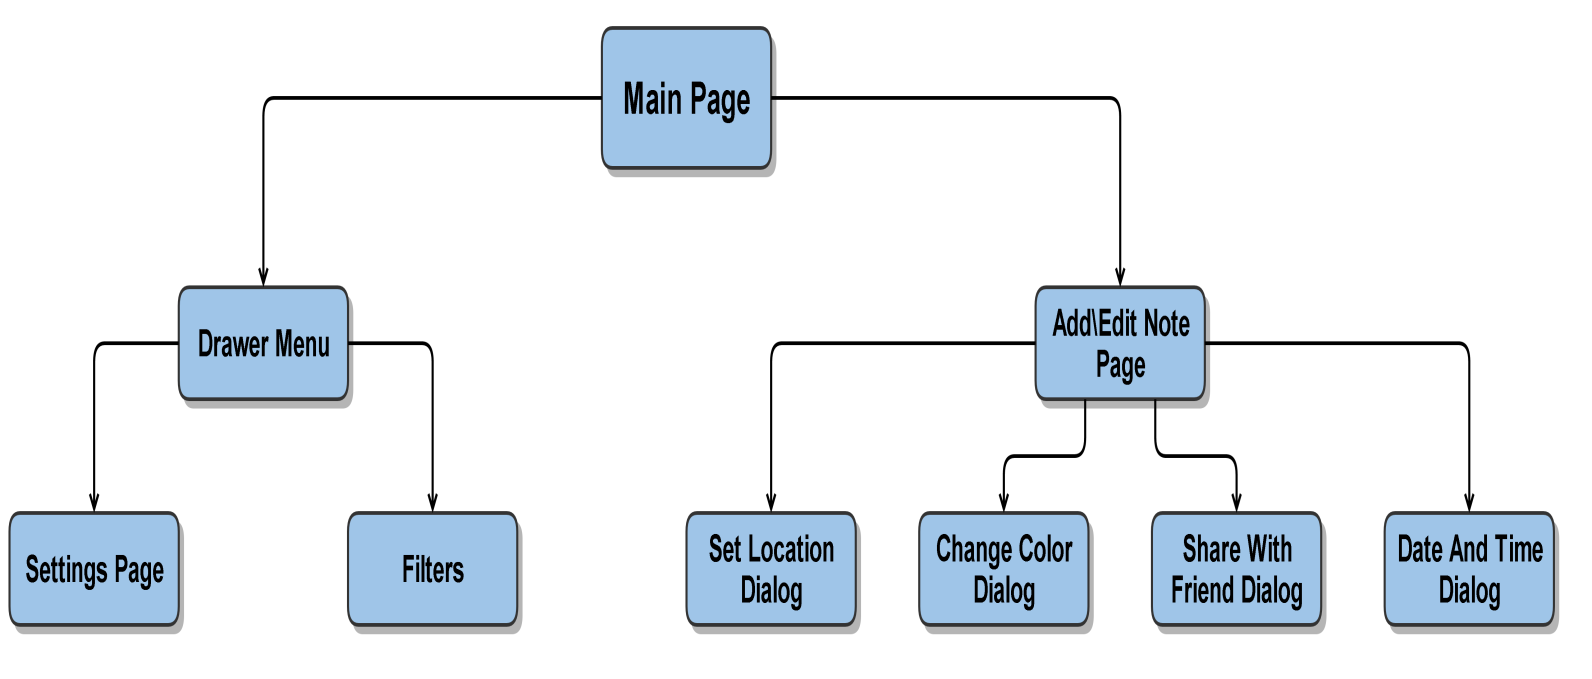 Main Page
Drawer Menu
Add\Edit Note
Page
Settings Page
Filters
Set Location
Dialog
Change Color
Dialog
Share With
Friend Dialog
Date And Time
Dialog